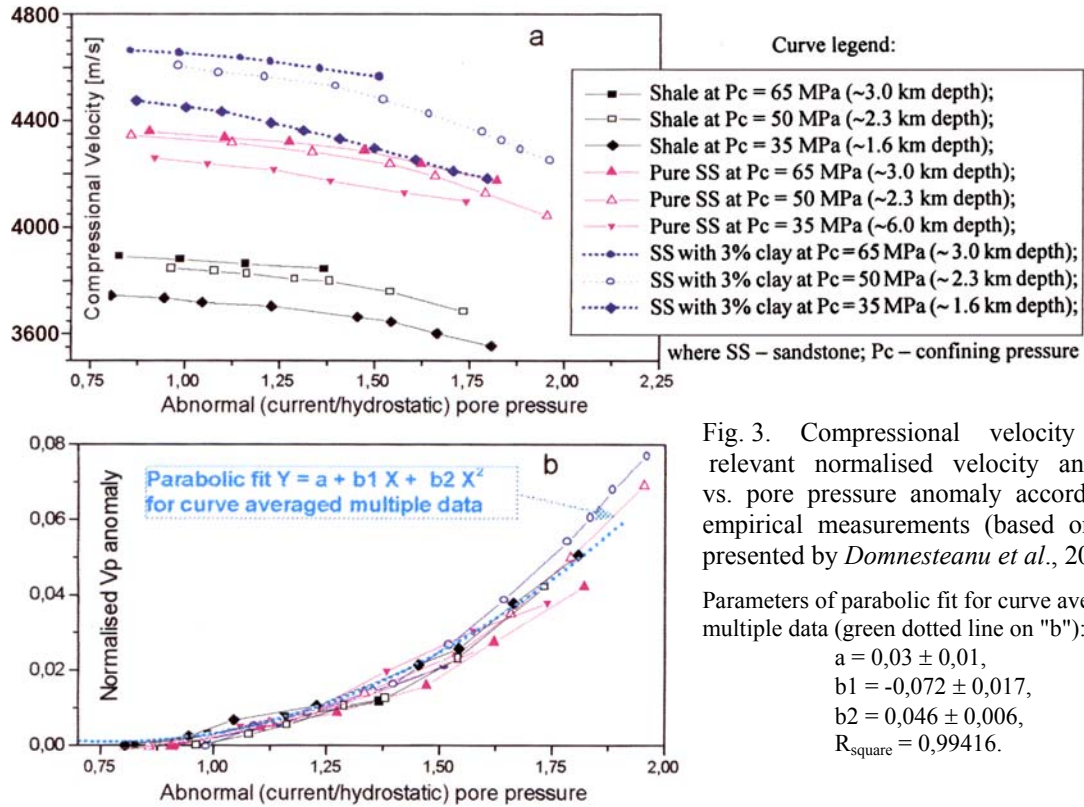 4800
4400
4000
3600
Compressional Velocity [m/s]
a
0,75 1,00 1,25 1,50 1,75 2,00 2,25
Abnormal (current/hydrostatic) pore pressure
Curve legend:
Shale at Pc = 65 MPa (~3.0 km depth);
Shale at Pc = 50 MPa (~2.3 km depth);
Shale at Pc = 35 MPa (~1.6 km depth);
Pure SS at Pc = 65 MPa (~3.0 km depth);
Pure SS at Pc = 50 MPa (~2.3 km depth);
Pure SS at Pc = 35 MPa (~6.0 km depth);
SS with 3% clay at Pc = 65 MPa (~ 3.0 km depth);
SS with 3% clay at Pc = 50 MPa (~ 2.3 km depth);
SS with 3% clay at Pc = 35 MPa (~ 1.6 km depth);
where SS – sandstone; Pc – confining pressure
0,08
0,06
0,04
0,02
0,00
Normalised Vp anomaly
b
Parabolic fit Y = a + b1 X + b2 X²
for curve averaged multiple data
0,75 1,00 1,25 1,50 1,75 2,00
Abnormal (current/hydrostatic) pore pressure
Fig. 3. Compressional velocity
relevant normalised velocity an
vs. pore pressure anomaly accord
empirical measurements (based o
presented by Domnesteanu et al., 20
Parameters of parabolic fit for curve ave
multiple data (green dotted line on "b"):
a = 0,03 ± 0,01,
b1 = -0,072 ± 0,017,
b2 = 0,046 ± 0,006,
Rsquare = 0,99416.